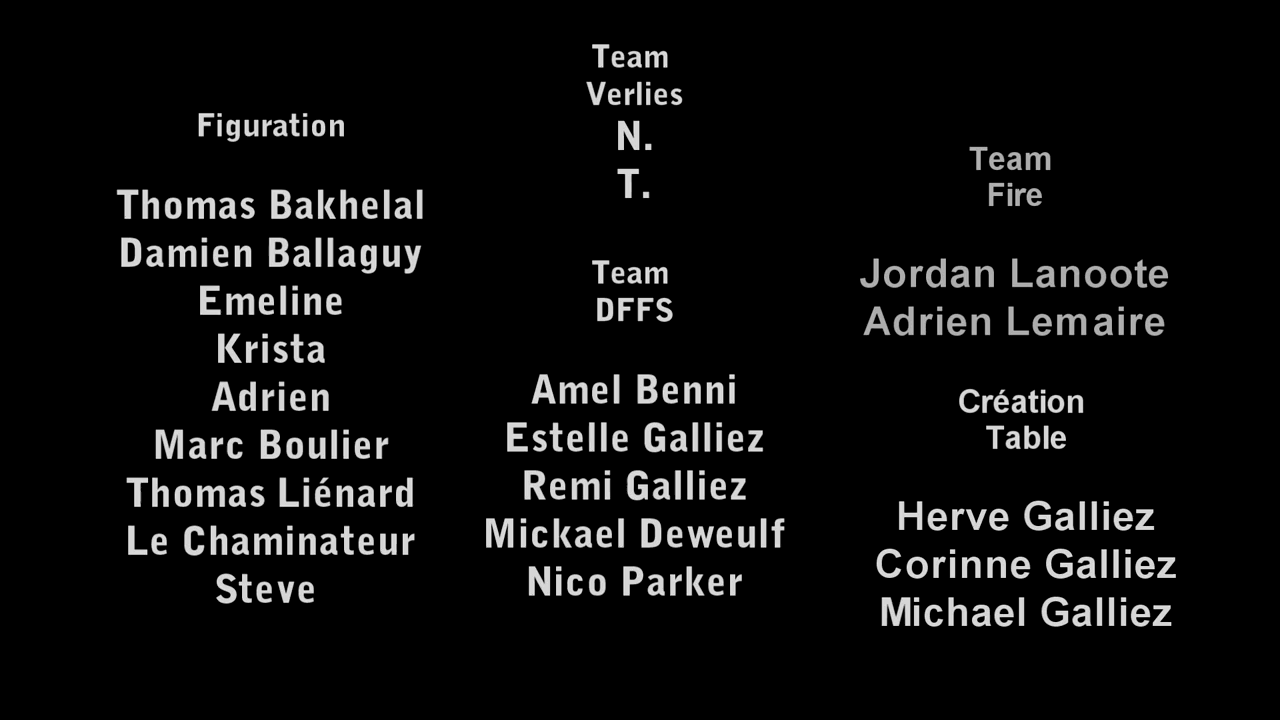 Figuration
Thomas Bakhelal
Damien Ballaguy
Emeline
Krista
Adrien
Marc Boulier
Thomas Liénard
Le Chaminateur
Steve
Team
Verlies
N.
T.
Team
DFFS
Amel Benni
Estelle Galliez
Remi Galliez
Mickael Deweulf
Nico Parker
Team
Fire
Jordan Lanoote
Adrien Lemaire
Création
Table
Herve Galliez
Corinne Galliez
Michael Galliez